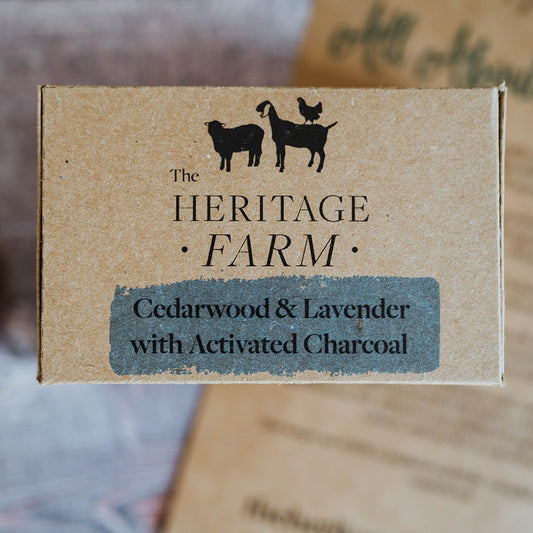 The
HERITAGE
· FARM ·
Cedarwood & Lavender
with Activated Charcoal